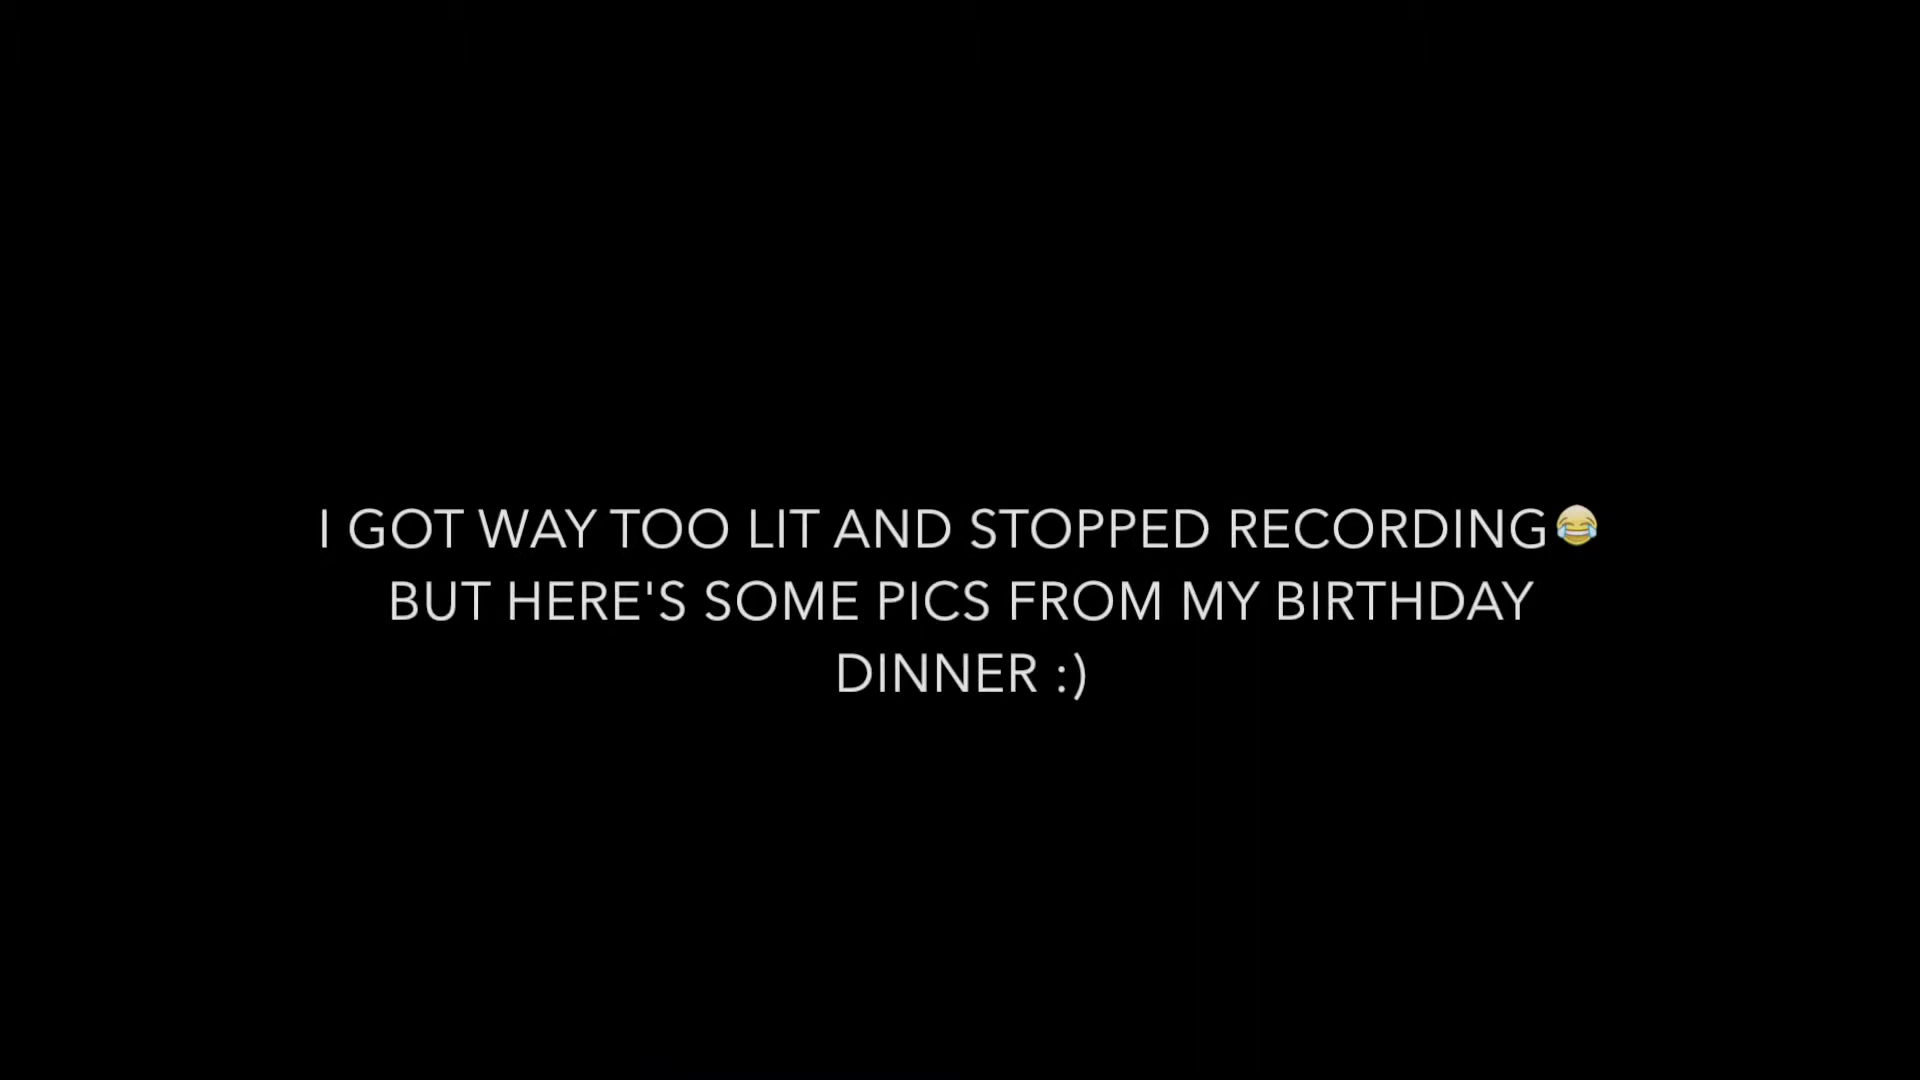 I GOT WAY TOO LIT AND STOPPED RECORDING😂
BUT HERE'S SOME PICS FROM MY BIRTHDAY
DINNER :)